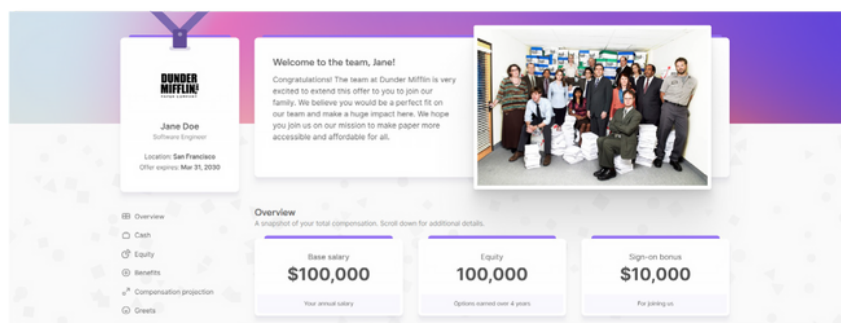 DUNDER
MIFFLIN
Jane Doe
Software Engineer
Location: San Francisco
Offer expires: Mar 31, 2030
Welcome to the team, Jane!
Congratulations! The team at Dunder Mifflin is very
excited to extend this offer to you to join our
family. We believe you would be a perfect fit on
our team and make a huge impact here. We hope
you join us on our mission to make paper more
accessible and affordable for all.
Overview
Cash
Equity
Benefits
Compensation projection
Greets
Overview
A snapshot of your total compensation. Scroll down for additional details.
Base salary
$100,000
Your annual salary
Equity
100,000
Options earned over 4 years
Sign-on bonus
$10,000
For joining us